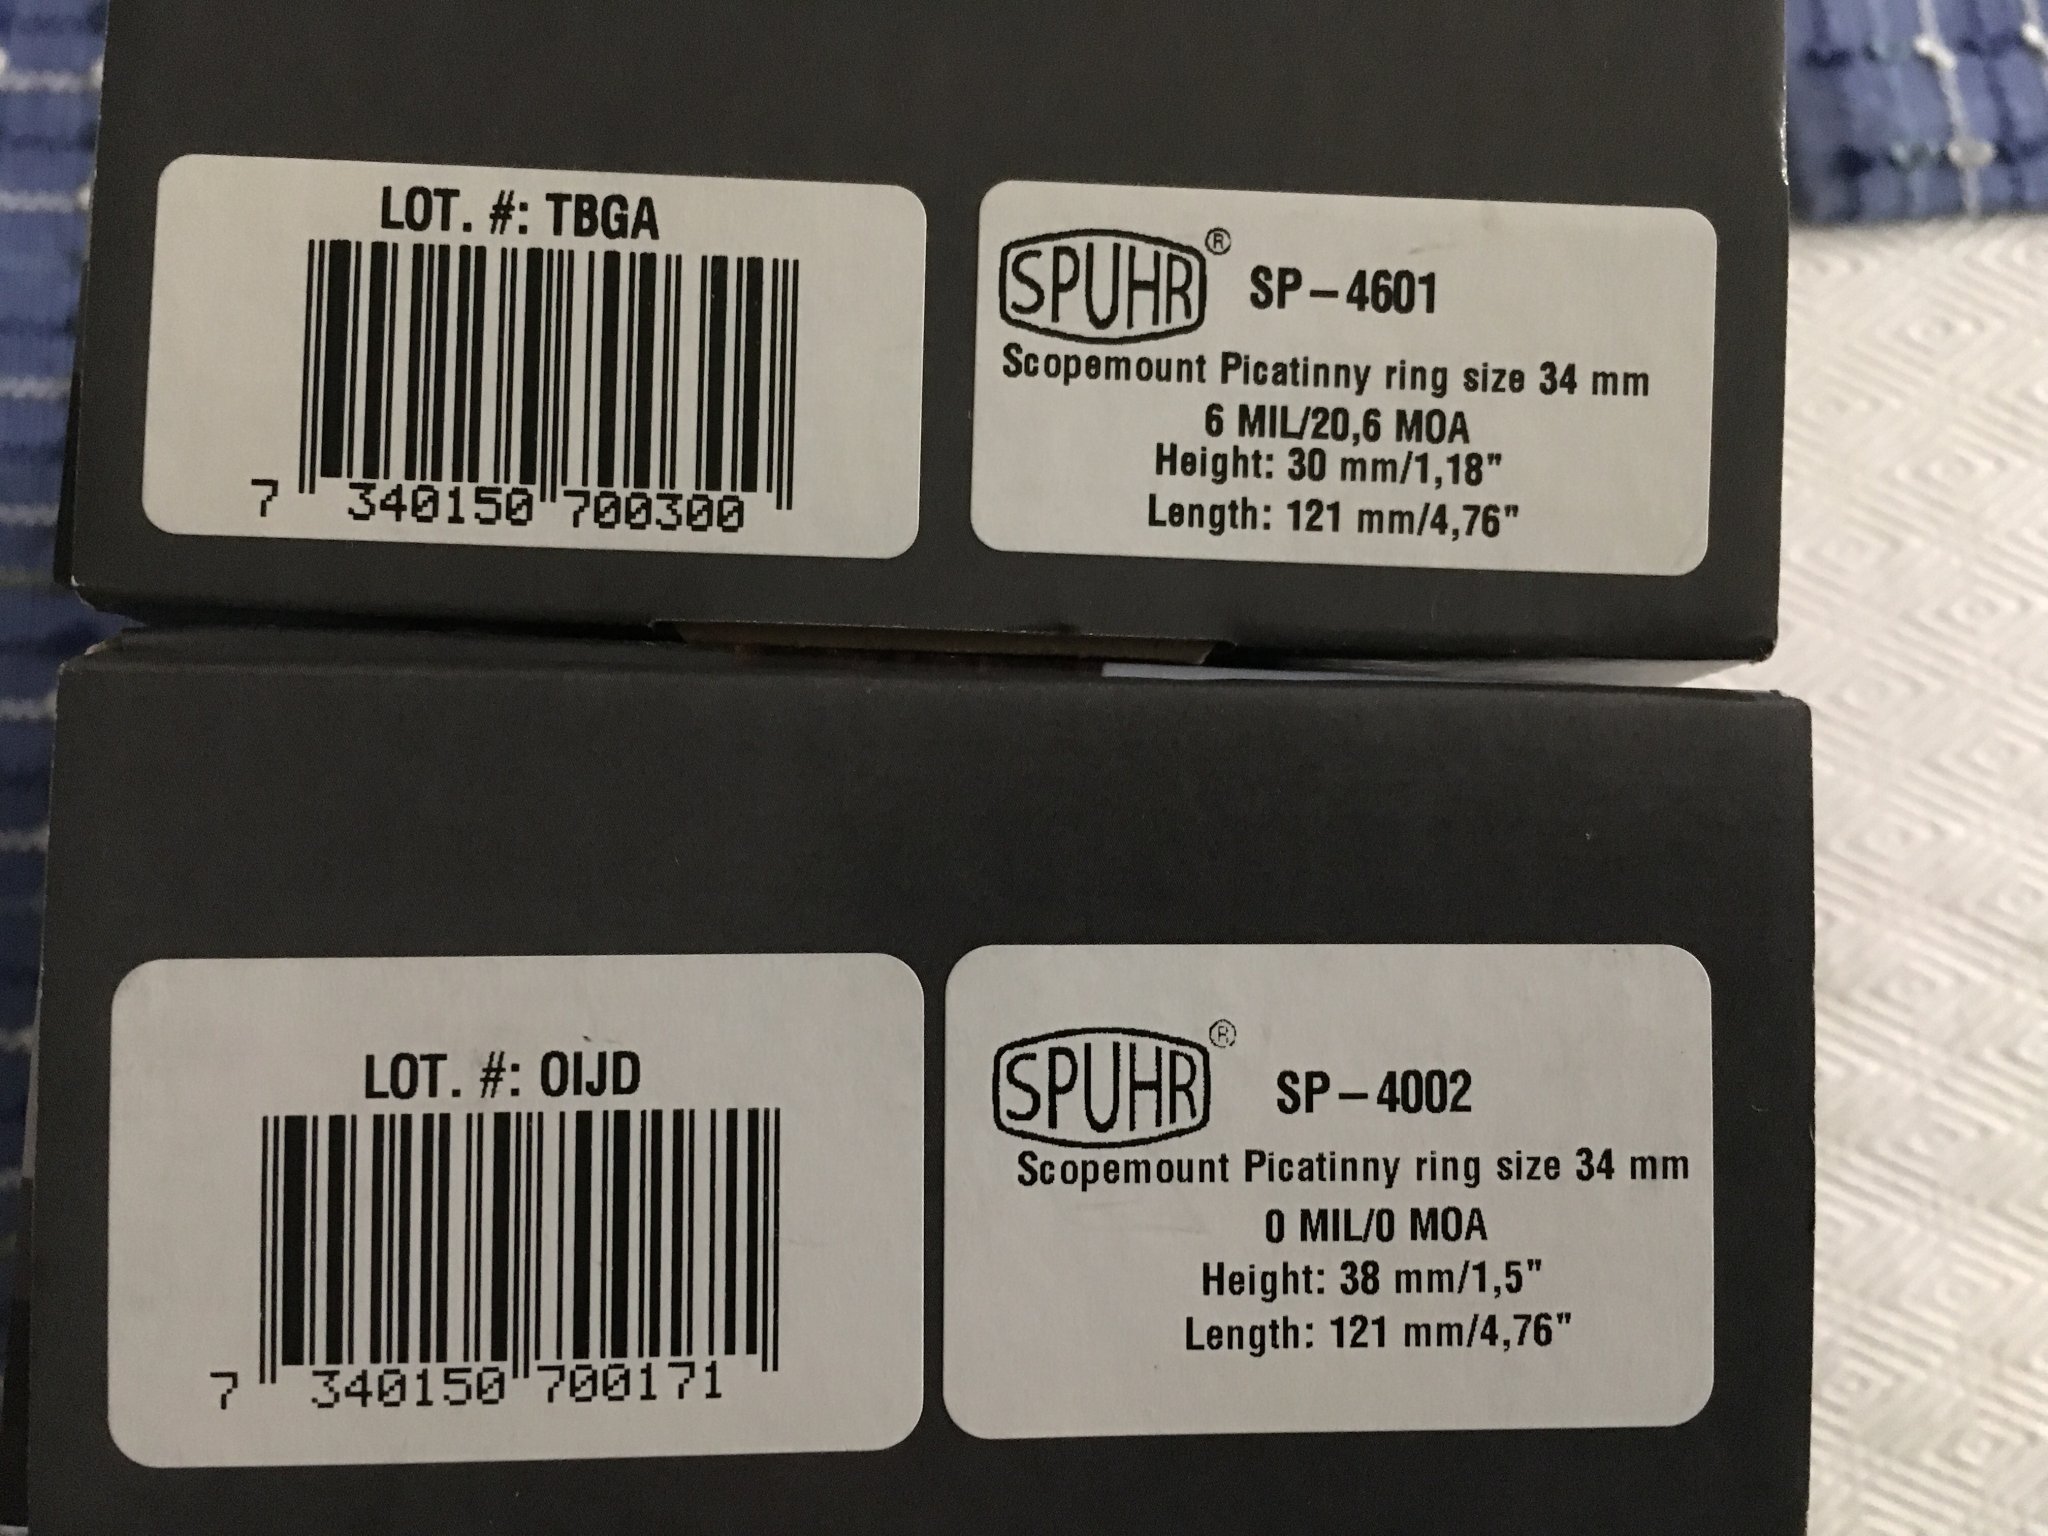 LOT. #: TBGA
7 340150 700300
SPUHR® SP-4601
Scopemount Picatinny ring size 34 mm
6 MIL/20,6 MOA
Height: 30 mm/1,18"
Length: 121 mm/4,76"
LOT. #: OIJD
7 340150 700171
SPUHR® SP-4002
Scopemount Picatinny ring size 34 mm
0 MIL/0 MOA
Height: 38 mm/1,5"
Length: 121 mm/4,76"